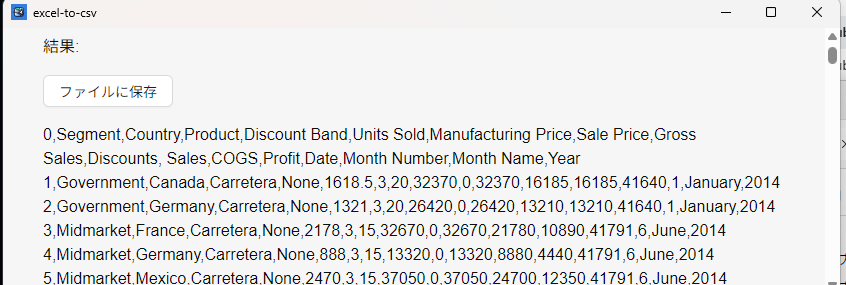 excel-to-csv
結果:
ファイルに保存
0,Segment,Country,Product,Discount Band,Units Sold,Manufacturing Price,Sale Price,Gross
Sales,Discounts, Sales,COGS,Profit,Date,Month Number,Month Name,Year
1,Government,Canada,Carretera,None,1618.5,3,20,32370,0,32370,16185,16185,41640,1,January,2014
2,Government,Germany,Carretera,None,1321,3,20,26420,0,26420,13210,13210,41640,1,January,2014
3,Midmarket,France,Carretera,None,2178,3,15,32670,0,32670,21780,10890,41791,6,June,2014
4,Midmarket,Germany,Carretera,None,888,3,15,13320,0,13320,8880,4440,41791,6,June,2014
5,Midmarket,Mexico,Carretera,None,2470,3,15,37050,0,37050,24700,12350,41791,6,June,2014